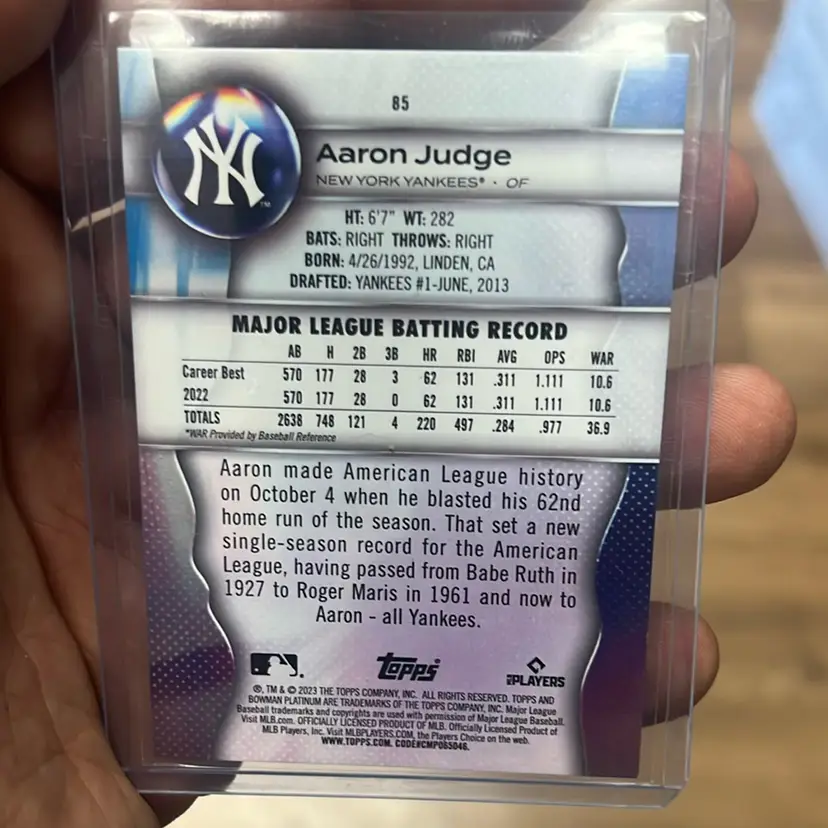 85
NY
TM
Aaron Judge
NEW YORK YANKEES® · OF
HT: 6'7" WT: 282
BATS: RIGHT THROWS: RIGHT
BORN: 4/26/1992, LINDEN, CA
DRAFTED: YANKEES #1-JUNE, 2013
MAJOR LEAGUE BATTING RECORD
AB H 2B 3B HR RBI AVG OPS WAR
Career Best 570 177 28 3 62 131 .311 1.111 10.6
2022 570 177 28 0 62 131 .311 1.111 10.6
TOTALS 2638 748 121 4 220 497 .284 .977 36.9
*WAR Provided by Baseball Reference
Aaron made American League history
on October 4 when he blasted his 62nd
home run of the season. That set a new
single-season record for the American
League, having passed from Babe Ruth in
1927 to Roger Maris in 1961 and now to
Aaron - all Yankees.
topps
MLB PLAYERS
®, TM & © 2023 THE TOPPS COMPANY, INC. ALL RIGHTS RESERVED. TOPPS AND
BOWMAN PLATINUM ARE TRADEMARKS OF THE TOPPS COMPANY, INC. Major League
Baseball trademarks and copyrights are used with permission of Major League Baseball.
Visit MLB.com. OFFICIALLY LICENSED PRODUCT OF MLB. Officially Licensed Product of
MLB Players, Inc. Visit MLBPLAYERS.COM, the Players Choice on the web.
WWW.TOPPS.COM. CODE#CMP085046.